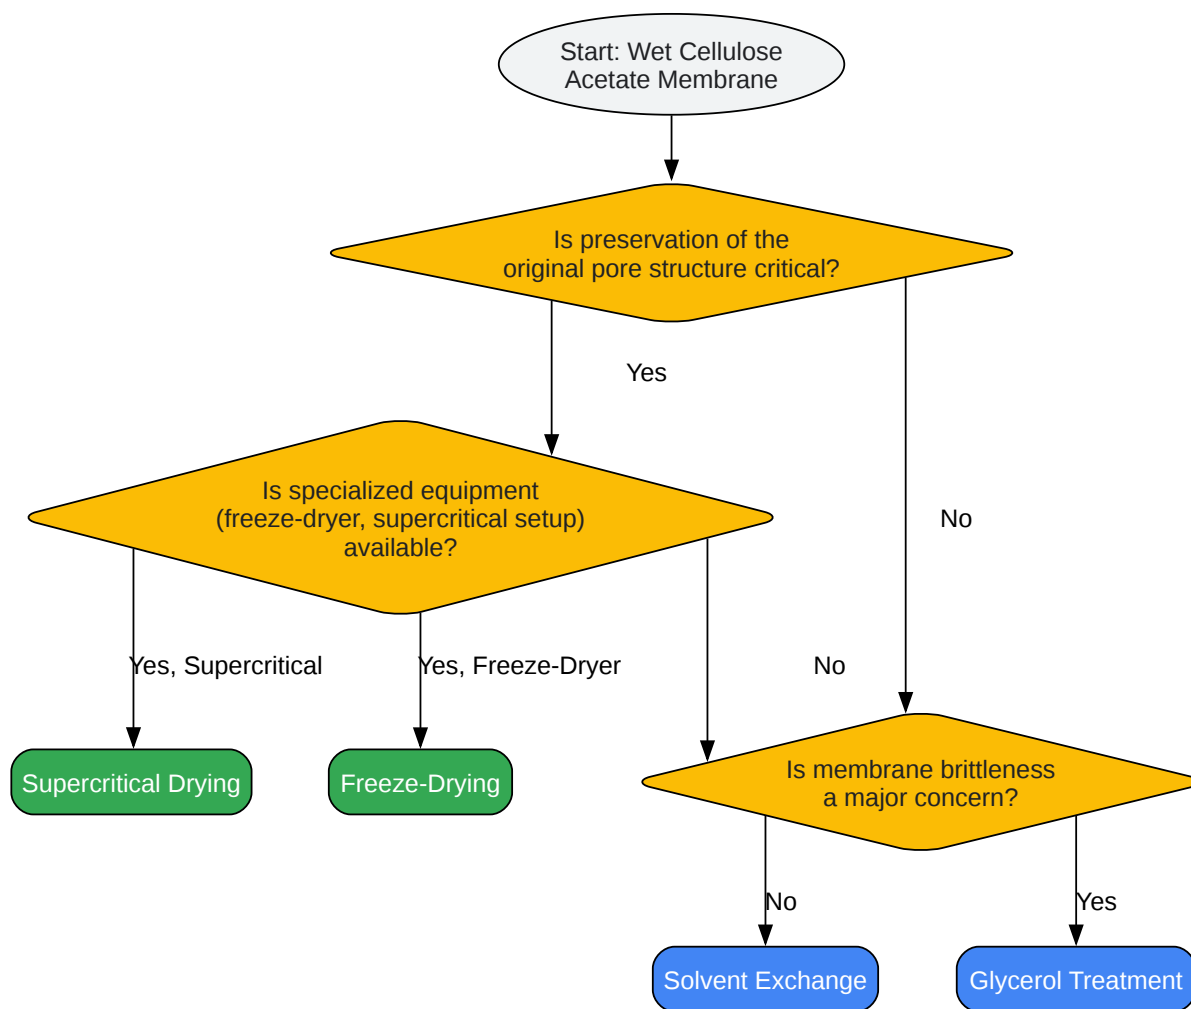 Start: Wet Cellulose
Acetate Membrane
Is preservation of the
original pore structure critical?
Yes
Is specialized equipment
(freeze-dryer, supercritical setup)
available?
No
Yes, Supercritical
Yes, Freeze-Dryer
No
Supercritical Drying
Freeze-Drying
Is membrane brittleness
a major concern?
No
Yes
Solvent Exchange
Glycerol Treatment